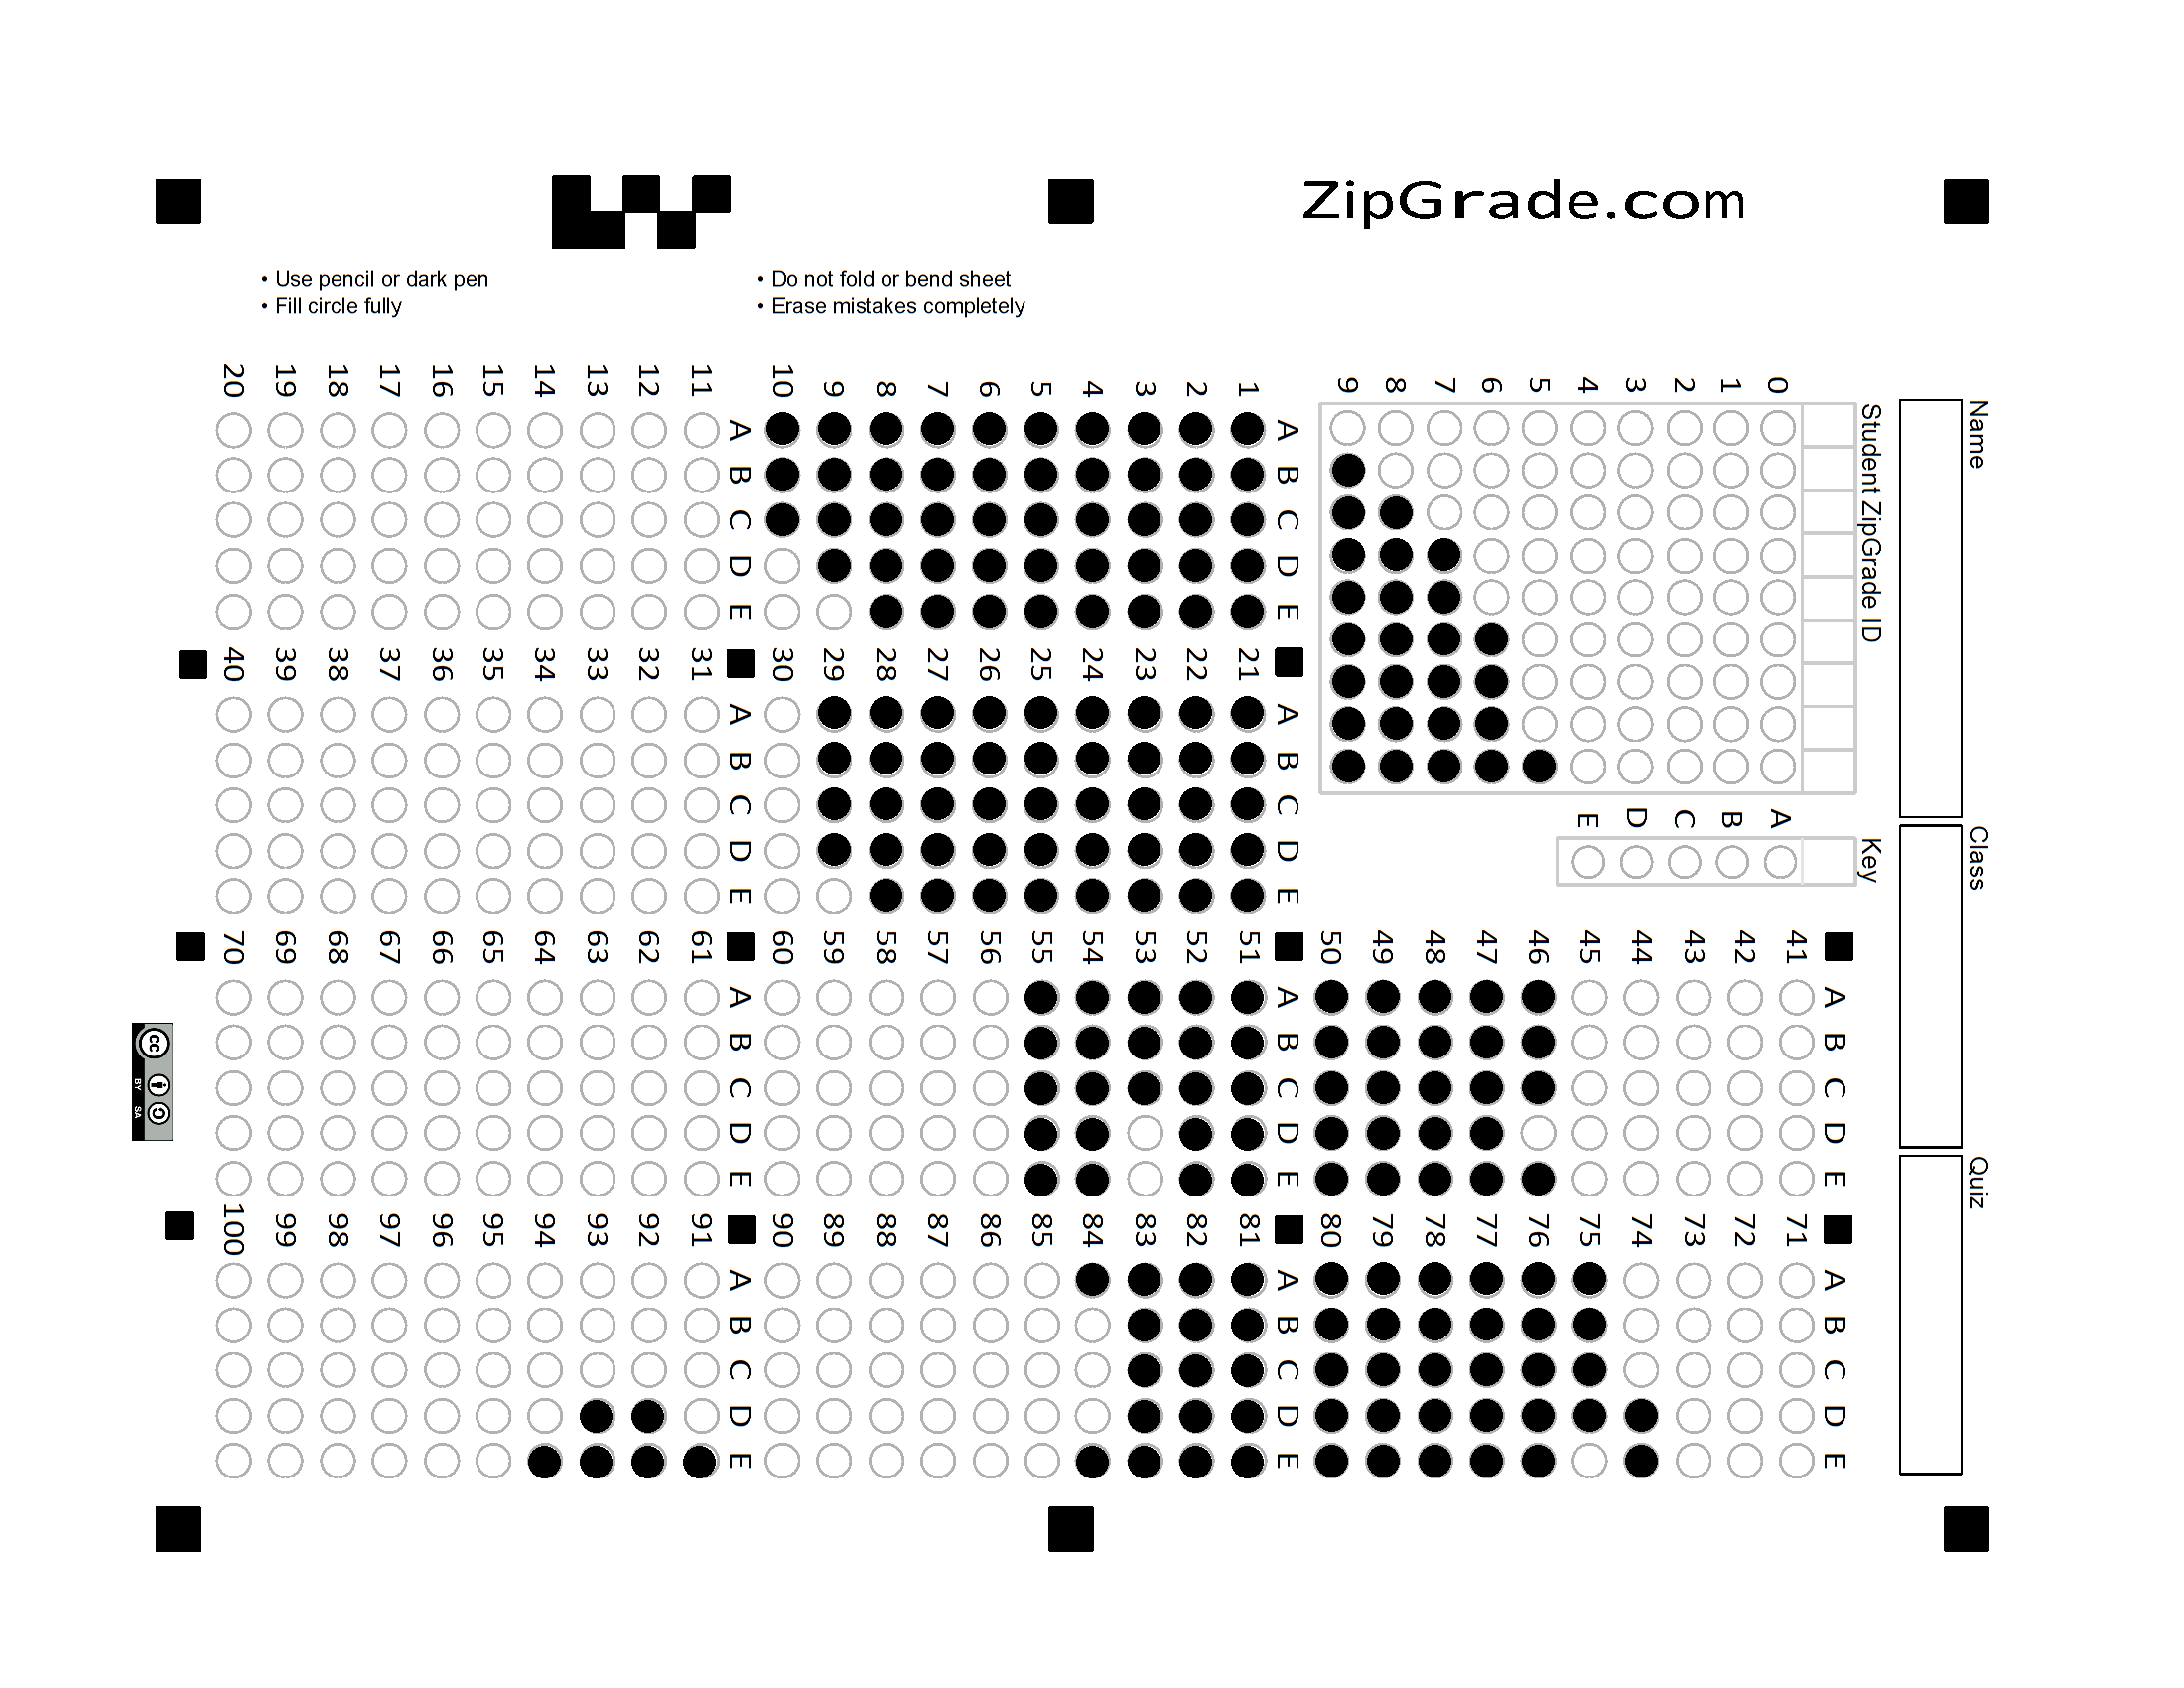 ZipGrade.com
• Use pencil or dark pen
• Fill circle fully
• Do not fold or bend sheet
• Erase mistakes completely
Name
Class
Quiz
Student ZipGrade ID
0 1 2 3 4 5 6 7 8 9
Key
A B C D E
1 2 3 4 5 6 7 8 9 10
A B C D E
11 12 13 14 15 16 17 18 19 20
A B C D E
21 22 23 24 25 26 27 28 29 30
A B C D E
31 32 33 34 35 36 37 38 39 40
A B C D E
41 42 43 44 45 46 47 48 49 50
A B C D E
51 52 53 54 55 56 57 58 59 60
A B C D E
61 62 63 64 65 66 67 68 69 70
A B C D E
71 72 73 74 75 76 77 78 79 80
A B C D E
81 82 83 84 85 86 87 88 89 90
A B C D E
91 92 93 94 95 96 97 98 99 100
A B C D E
cc BY SA